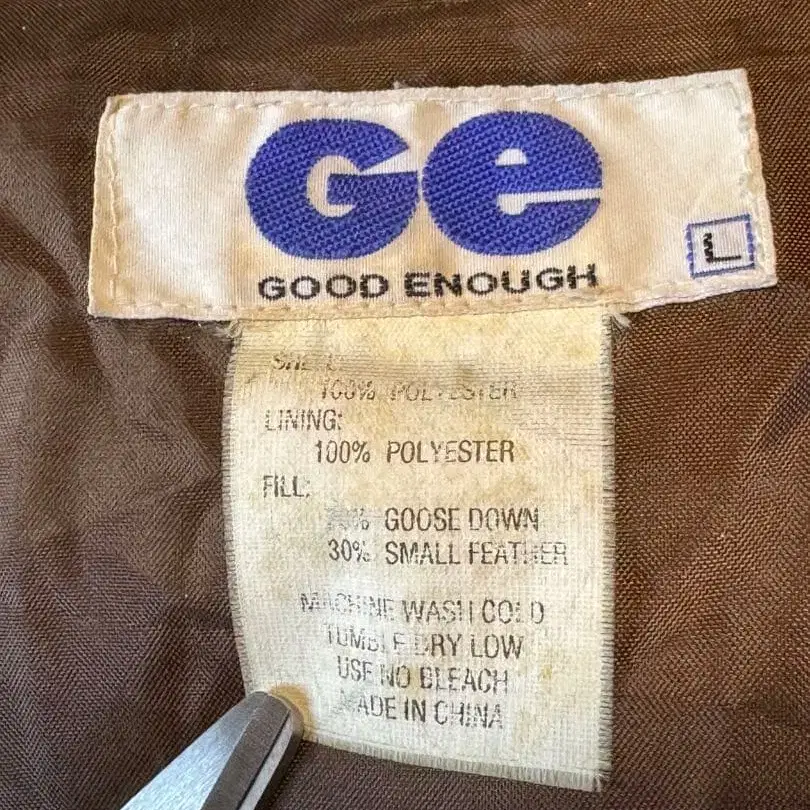 Ge
GOOD ENOUGH
L
100% POLYESTER
LINING:
100% POLYESTER
FILL:
GOOSE DOWN
30% SMALL FEATHER
MACHINE WASH COLD
TUMBLE DRY LOW
USE NO BLEACH
MADE IN CHINA